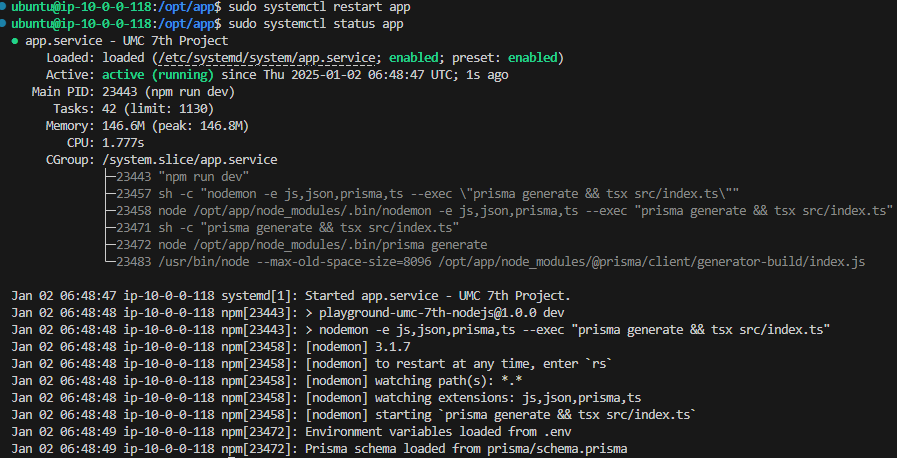 ubuntu@ip-10-0-0-118:/opt/app$ sudo systemctl restart app
ubuntu@ip-10-0-0-118:/opt/app$ sudo systemctl status app
● app.service - UMC 7th Project
     Loaded: loaded (/etc/systemd/system/app.service; enabled; preset: enabled)
     Active: active (running) since Thu 2025-01-02 06:48:47 UTC; 1s ago
   Main PID: 23443 (npm run dev)
      Tasks: 42 (limit: 1130)
     Memory: 146.6M (peak: 146.8M)
        CPU: 1.777s
     CGroup: /system.slice/app.service
             ├─23443 "npm run dev"
             ├─23457 sh -c "nodemon -e js,json,prisma,ts --exec \"prisma generate && tsx src/index.ts\""
             ├─23458 node /opt/app/node_modules/.bin/nodemon -e js,json,prisma,ts --exec "prisma generate && tsx src/index.ts"
             ├─23471 sh -c "prisma generate && tsx src/index.ts"
             ├─23472 node /opt/app/node_modules/.bin/prisma generate
             └─23483 /usr/bin/node --max-old-space-size=8096 /opt/app/node_modules/@prisma/client/generator-build/index.js
Jan 02 06:48:47 ip-10-0-0-118 systemd[1]: Started app.service - UMC 7th Project.
Jan 02 06:48:48 ip-10-0-0-118 npm[23443]: > playground-umc-7th-nodejs@1.0.0 dev
Jan 02 06:48:48 ip-10-0-0-118 npm[23443]: > nodemon -e js,json,prisma,ts --exec "prisma generate && tsx src/index.ts"
Jan 02 06:48:48 ip-10-0-0-118 npm[23458]: [nodemon] 3.1.7
Jan 02 06:48:48 ip-10-0-0-118 npm[23458]: [nodemon] to restart at any time, enter `rs`
Jan 02 06:48:48 ip-10-0-0-118 npm[23458]: [nodemon] watching path(s): *.*
Jan 02 06:48:48 ip-10-0-0-118 npm[23458]: [nodemon] watching extensions: js,json,prisma,ts
Jan 02 06:48:48 ip-10-0-0-118 npm[23458]: [nodemon] starting `prisma generate && tsx src/index.ts`
Jan 02 06:48:49 ip-10-0-0-118 npm[23472]: Environment variables loaded from .env
Jan 02 06:48:49 ip-10-0-0-118 npm[23472]: Prisma schema loaded from prisma/schema.prisma